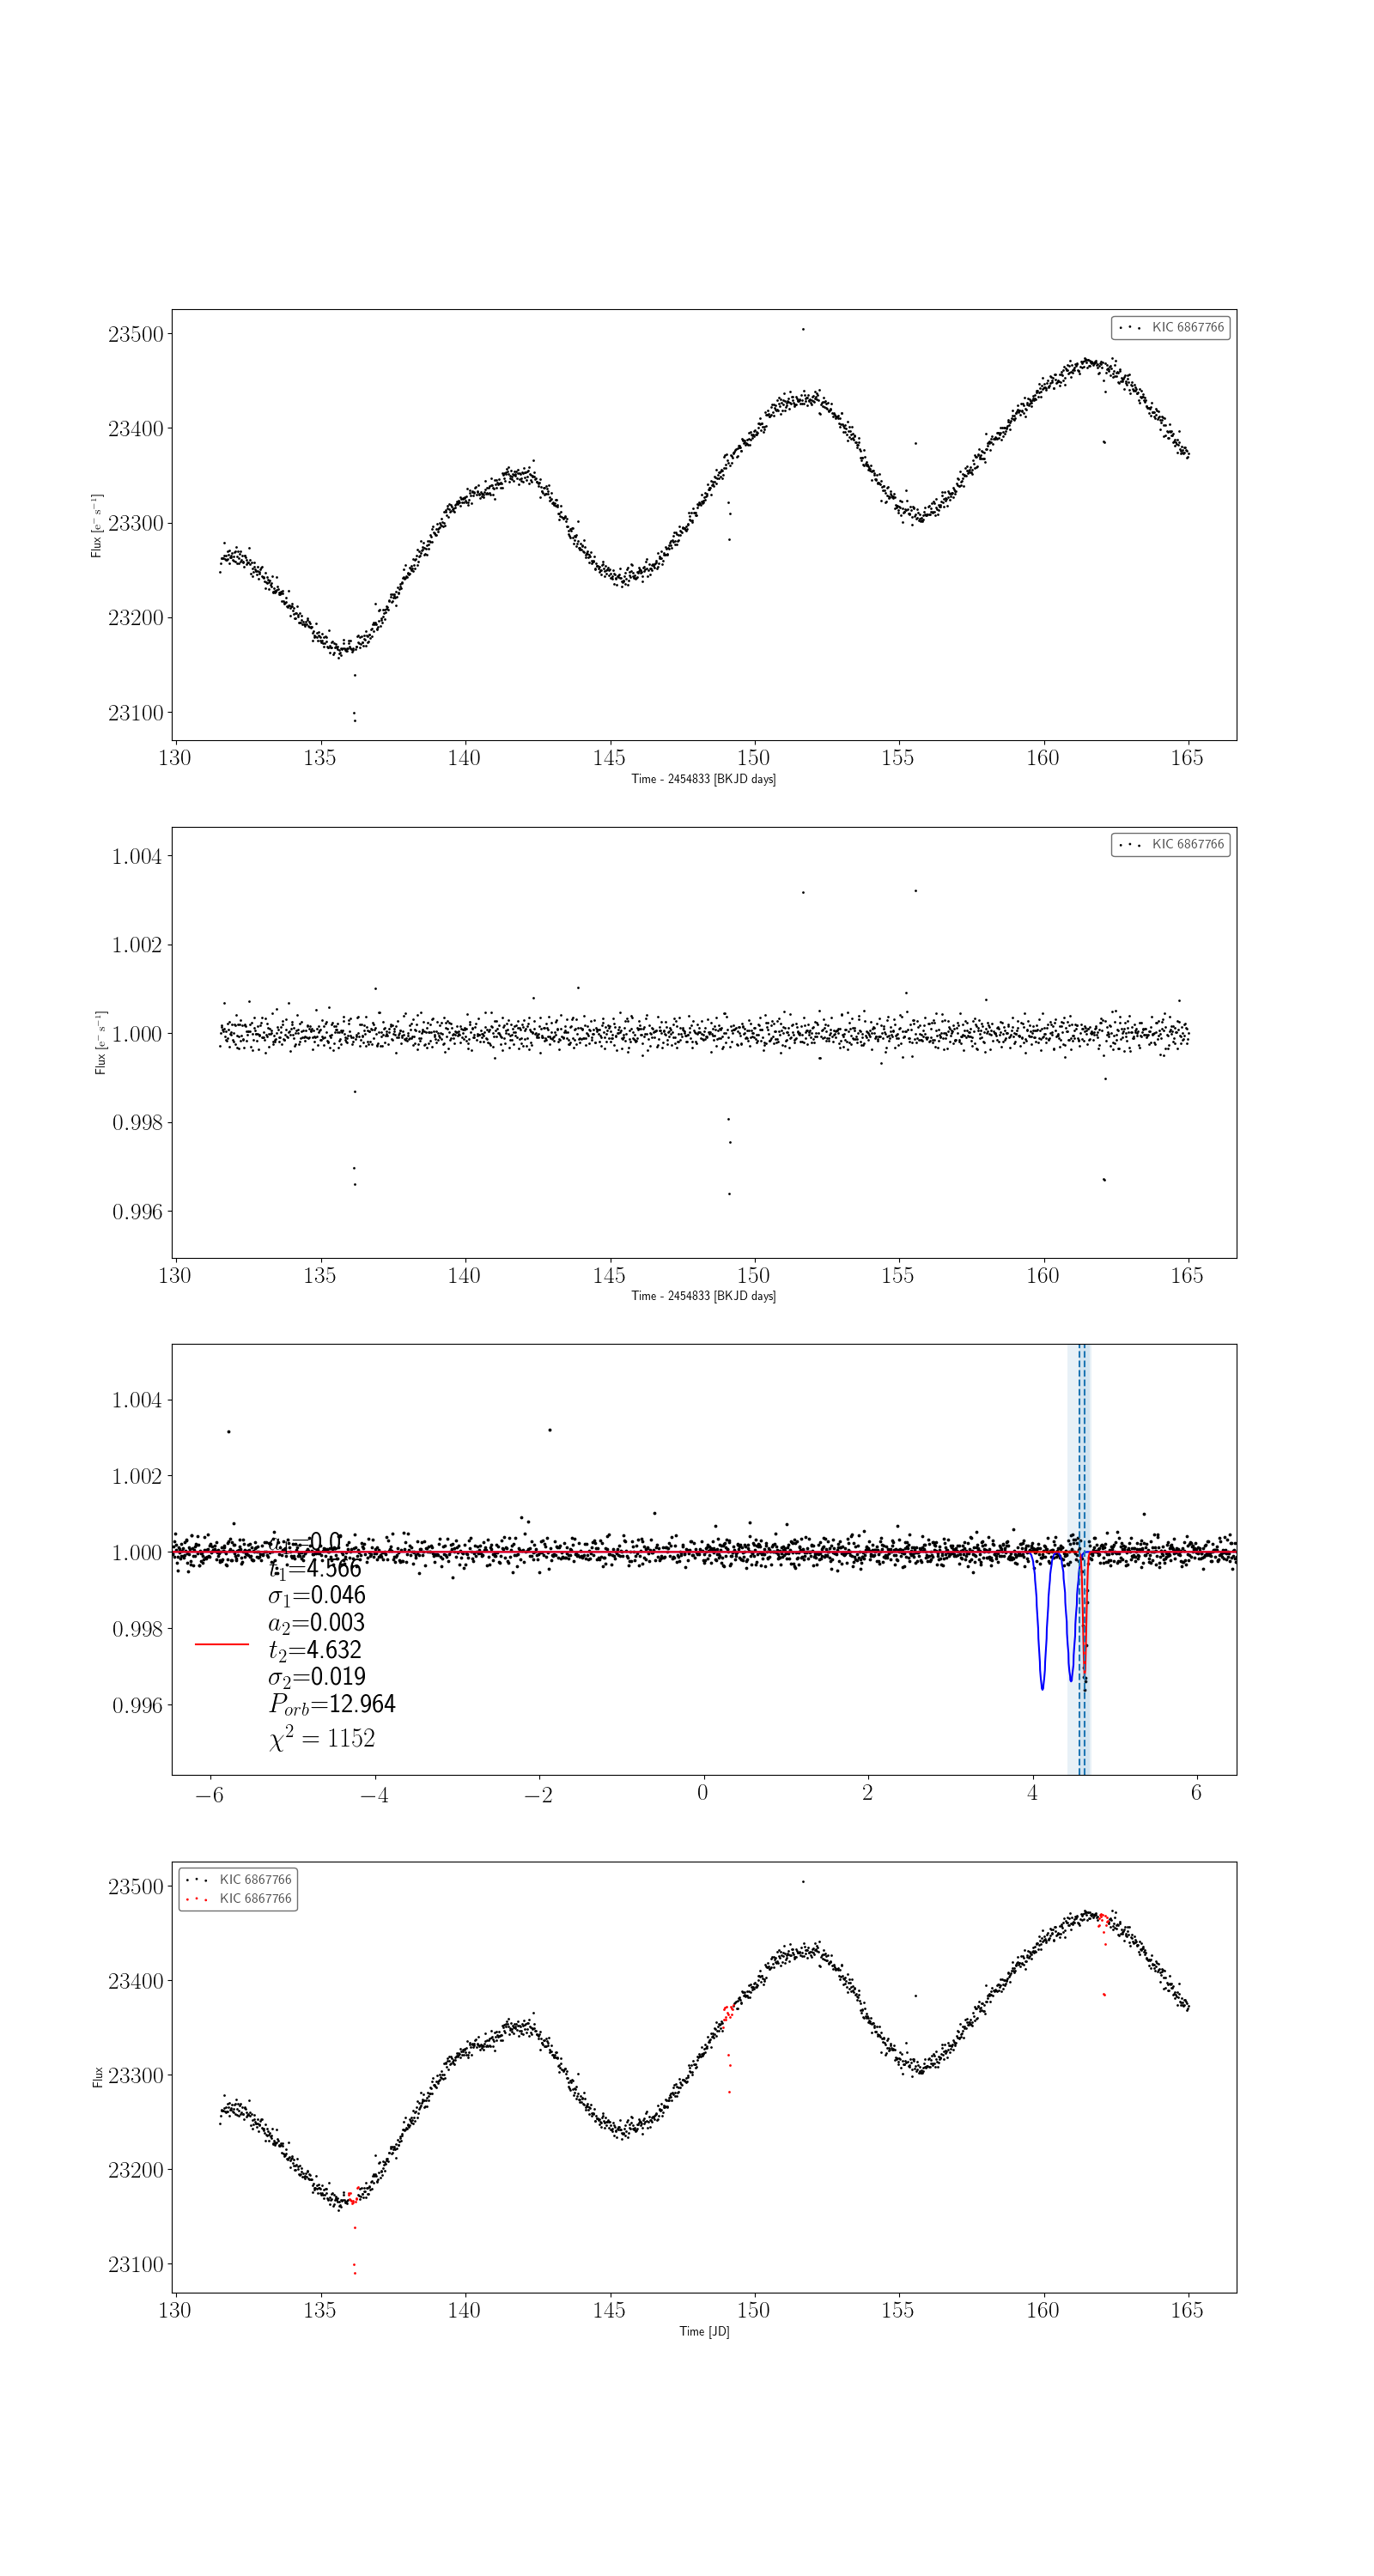 23500
23400
23300
23200
23100
Flux [e⁻ s⁻¹]
KIC 6867766
130 135 140 145 150 155 160 165
Time - 2454833 [BKJD days]
1.004
1.002
1.000
0.998
0.996
Flux [e⁻ s⁻¹]
KIC 6867766
130 135 140 145 150 155 160 165
Time - 2454833 [BKJD days]
1.004
1.002
1.000
0.998
0.996
a₁=0.0
t₁=4.566
σ₁=0.046
a₂=0.003
t₂=4.632
σ₂=0.019
P_orb=12.964
χ² = 1152
−6 −4 −2 0 2 4 6
23500
23400
23300
23200
23100
Flux
KIC 6867766
KIC 6867766
130 135 140 145 150 155 160 165
Time [JD]